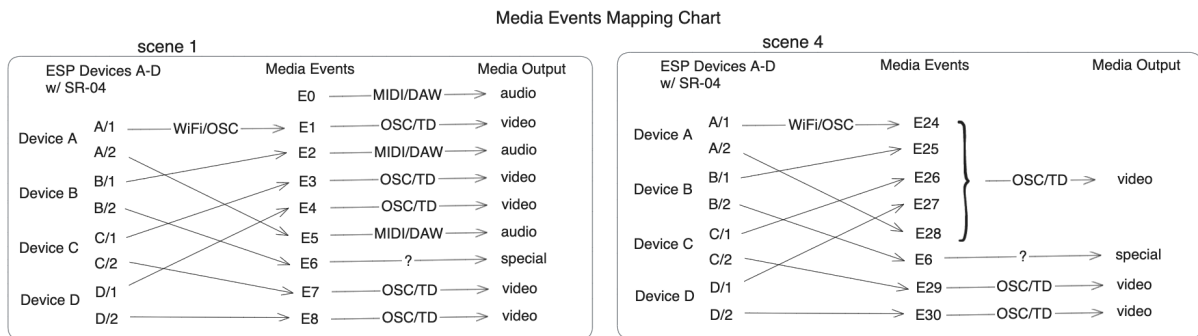 Media Events Mapping Chart
scene 1
ESP Devices A-D
w/ SR-04
Media Events
Media Output
E0 MIDI/DAW audio
Device A
A/1 WiFi/OSC E1 OSC/TD video
A/2 E2 MIDI/DAW audio
Device B
B/1 E3 OSC/TD video
B/2 E4 OSC/TD video
Device C
C/1 E5 MIDI/DAW audio
C/2 E6 ? special
Device D
D/1 E7 OSC/TD video
D/2 E8 OSC/TD video
scene 4
ESP Devices A-D
w/ SR-04
Media Events
Media Output
Device A
A/1 WiFi/OSC E24
A/2 E25
Device B
B/1 E26 OSC/TD video
B/2 E27
Device C
C/1 E28
C/2 E6 ? special
Device D
D/1 E29 OSC/TD video
D/2 E30 OSC/TD video